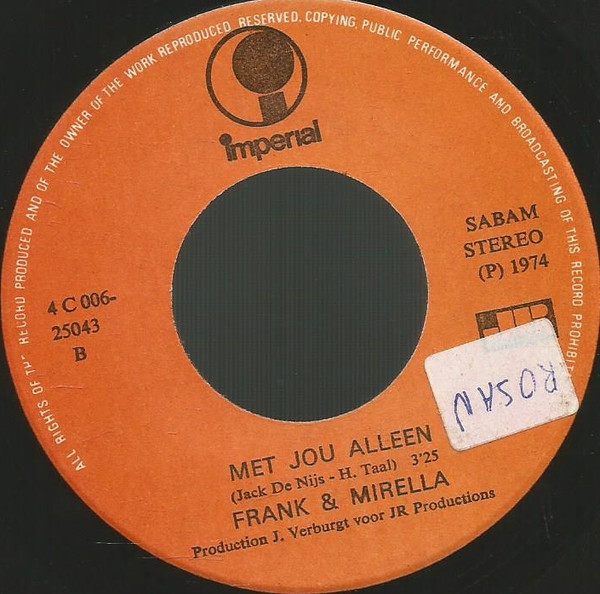 ALL RIGHTS OF THE RECORD PRODUCED AND OF THE OWNER OF THE WORK REPRODUCED RESERVED. COPYING, PUBLIC PERFORMANCE AND BROADCASTING OF THIS RECORD PROHIBIT
imperial
4 C 006-
25043
B
SABAM
STEREO
(P) 1974
JR
ROSAN
MET JOU ALLEEN
(Jack De Nijs - H. Taal) 3'25
FRANK & MIRELLA
Production J. Verburgt voor JR Productions